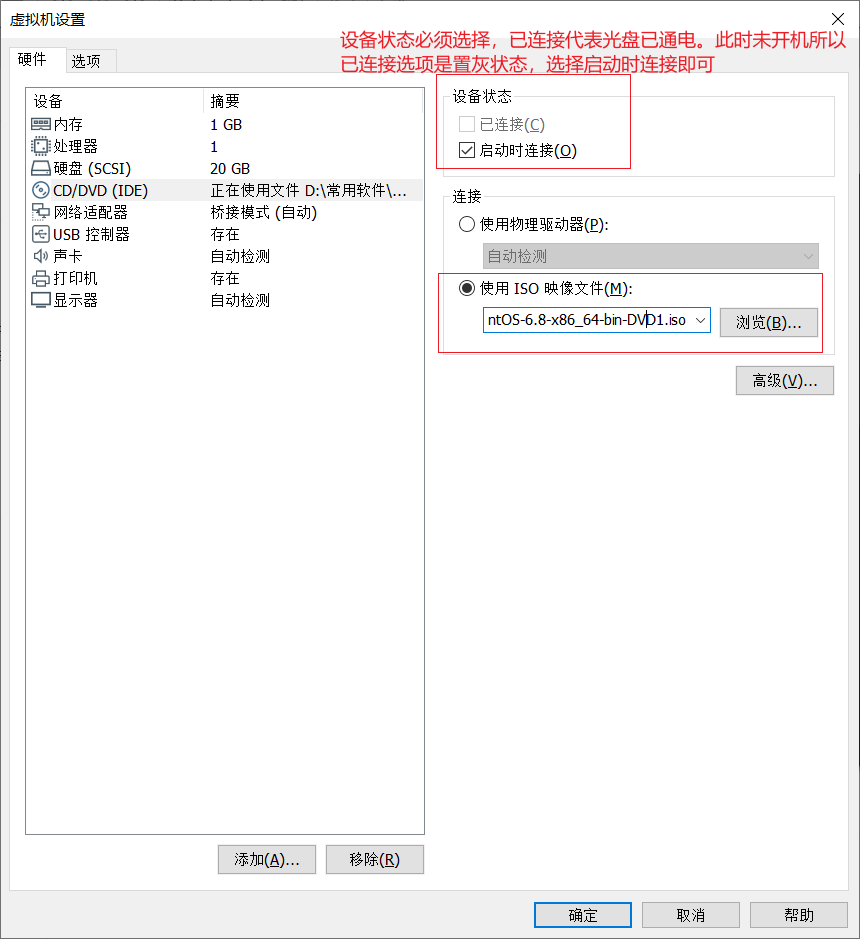 虚拟机设置
设备状态必须选择，已连接代表光盘已通电。此时未开机所以
已连接选项是置灰状态，选择启动时连接即可
硬件
选项
设备 摘要
内存 1 GB
处理器 1
硬盘 (SCSI) 20 GB
CD/DVD (IDE) 正在使用文件 D:\常用软件\...
网络适配器 桥接模式 (自动)
USB 控制器 存在
声卡 自动检测
打印机 存在
显示器 自动检测
添加(A)...
移除(R)
设备状态
已连接(C)
启动时连接(O)
连接
使用物理驱动器(P):
自动检测
使用 ISO 映像文件(M):
ntOS-6.8-x86_64-bin-DVD1.iso
浏览(B)...
高级(V)...
确定
取消
帮助